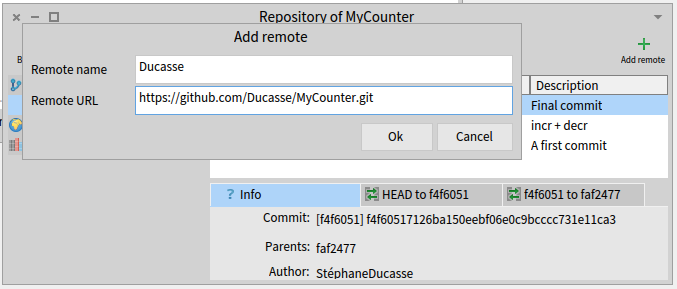 Repository of MyCounter
Add remote
Remote name
Ducasse
Remote URL
https://github.com/Ducasse/MyCounter.git
Ok
Cancel
B
Add remote
Description
Final commit
incr + decr
A first commit
? Info
HEAD to f4f6051
f4f6051 to faf2477
Commit: [f4f6051] f4f60517126ba150eebf06e0c9bcccc731e11ca3
Parents: faf2477
Author: StéphaneDucasse